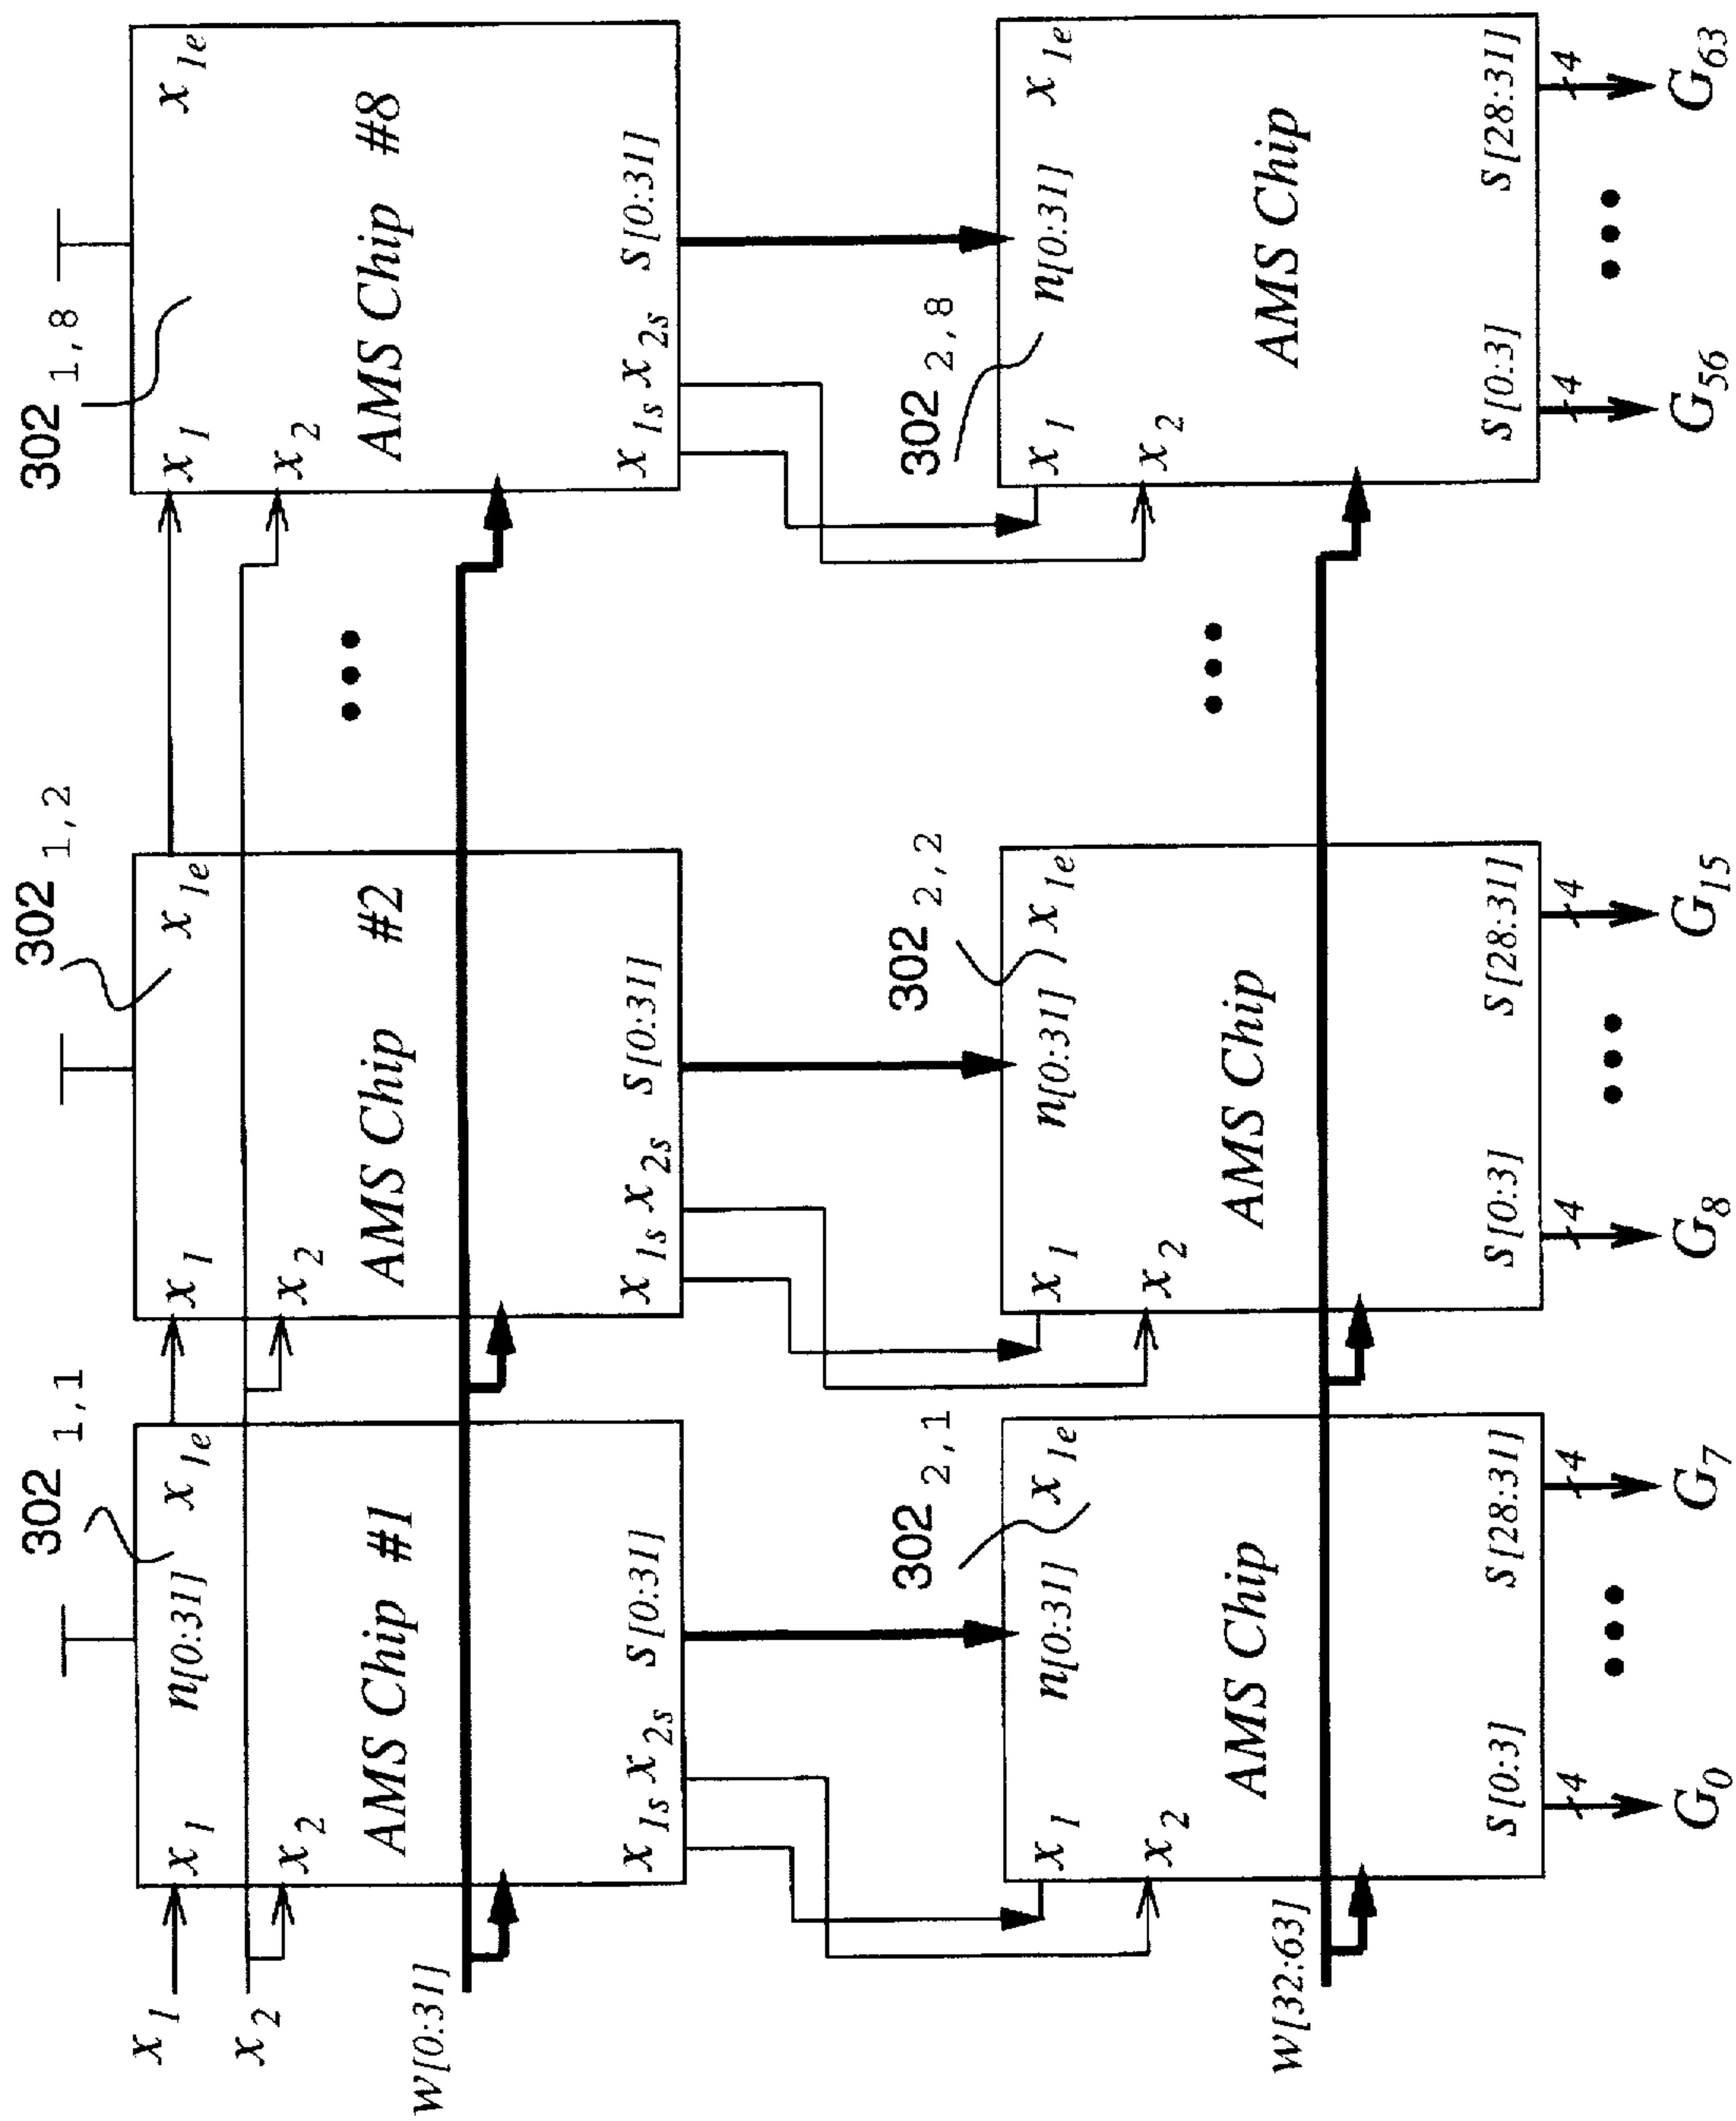 302 1,1
302 1,2
302 1,8
x1
x2
w[0:31]
x1 n[0:31] x1e
x2
AMS Chip #1
x1s x2s s[0:31]
x1 x1e
x2
AMS Chip #2
x1s x2s s[0:31]
x1 x1e
x2
AMS Chip #8
x1s x2s s[0:31]
302 2,1
302 2,2
302 2,8
w[32:63]
x1 n[0:31] x1e
x2
AMS Chip
s[0:3] s[28:31]
x1 n[0:31] x1e
x2
AMS Chip
s[0:3] s[28:31]
x1 n[0:31] x1e
x2
AMS Chip
s[0:3] s[28:31]
4 4 4 4 4 4
G0 G7 G8 G15 G56 G63